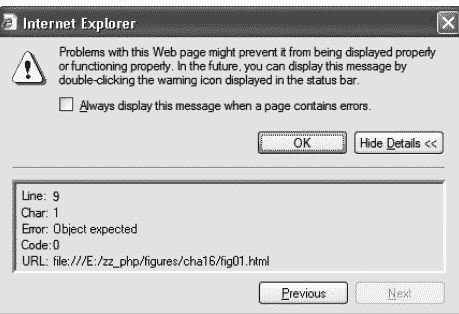 Internet Explorer
Problems with this Web page might prevent it from being displayed properly
or functioning properly. In the future, you can display this message by
double-clicking the warning icon displayed in the status bar.
Always display this message when a page contains errors.
OK
Hide Details <<
Line: 9
Char: 1
Error: Object expected
Code:0
URL: file:///E:/zz_php/figures/cha16/fig01.html
Previous
Next